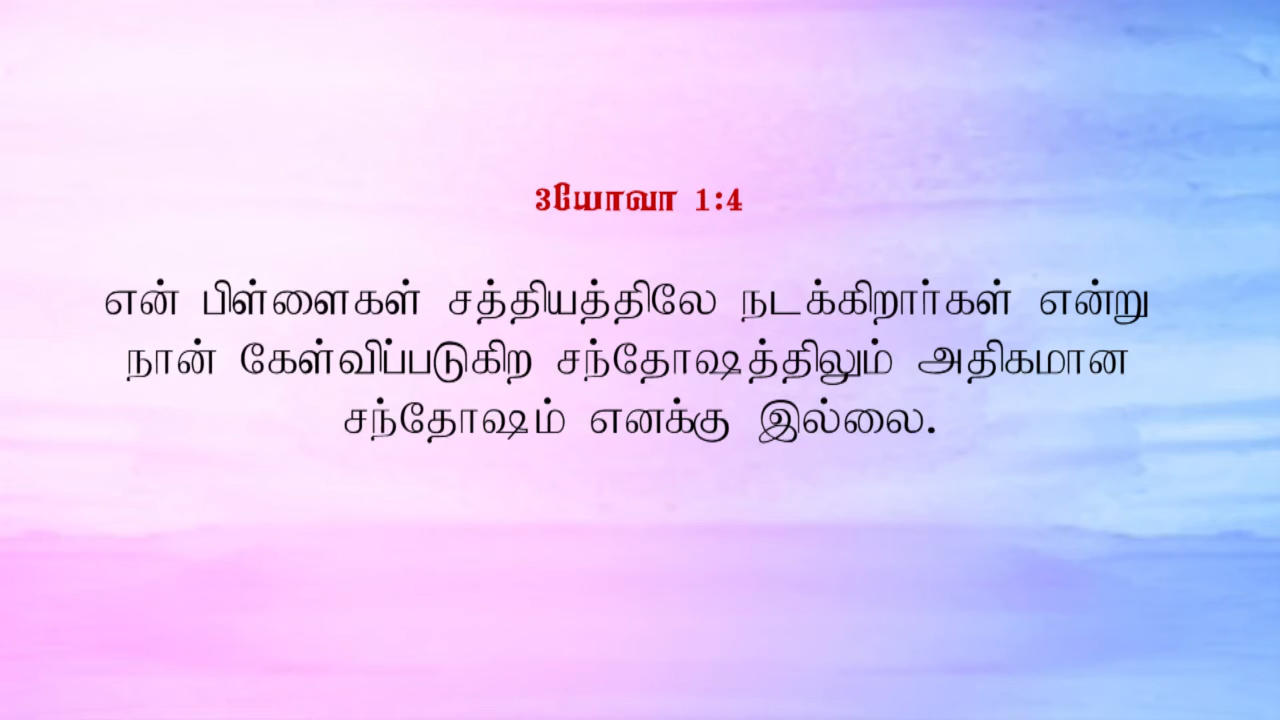 3யோவா 1:4
என் பிள்ளைகள் சத்தியத்திலே நடக்கிறார்கள் என்று
நான் கேள்விப்படுகிற சந்தோஷத்திலும் அதிகமான
சந்தோஷம் எனக்கு இல்லை.